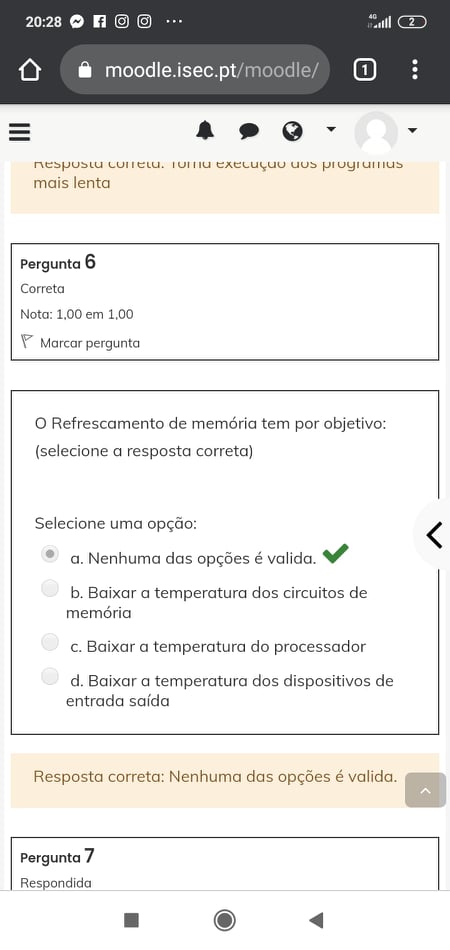 20:28
4G
2
moodle.isec.pt/moodle/
1
Resposta correta: Torna execução dos programas
mais lenta
Pergunta 6
Correta
Nota: 1,00 em 1,00
Marcar pergunta
O Refrescamento de memória tem por objetivo:
(selecione a resposta correta)
Selecione uma opção:
a. Nenhuma das opções é valida.
b. Baixar a temperatura dos circuitos de
memória
c. Baixar a temperatura do processador
d. Baixar a temperatura dos dispositivos de
entrada saída
Resposta correta: Nenhuma das opções é valida.
Pergunta 7
Respondida